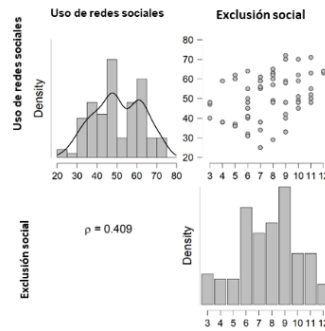 Uso de redes sociales
Exclusión social
Uso de redes sociales
Density
80
70
60
50
40
30
20
20 30 40 50 60 70 80
3 4 5 6 7 8 9 10 11 12
Exclusión social
ρ = 0.409
Density
3 4 5 6 7 8 9 10 11 12